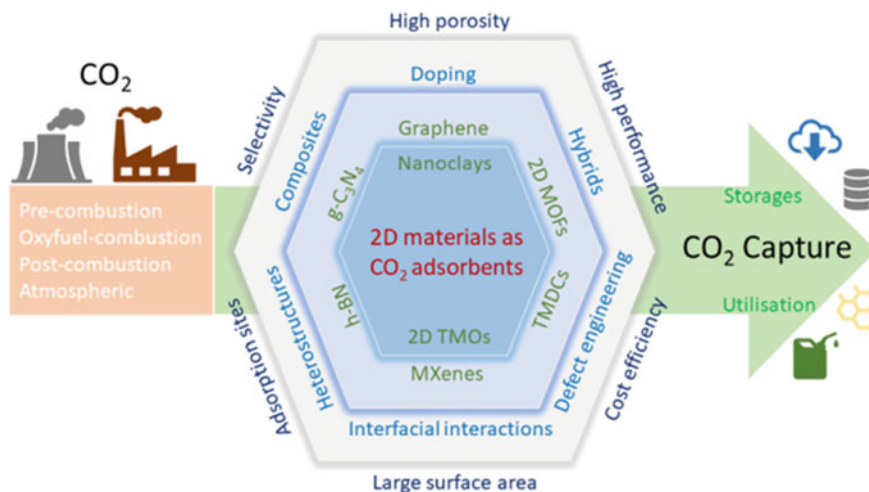 High porosity
CO₂
Selectivity
Doping
High performance
Composites
Graphene
Hybrids
Nanoclays
g-C₃N₄
2D MOFs
Storages
Pre-combustion
Oxyfuel-combustion
Post-combustion
Atmospheric
2D materials as
CO₂ adsorbents
CO₂ Capture
h-BN
TMDCs
Utilisation
Adsorption sites
Heterostructures
2D TMOs
Defect engineering
Cost efficiency
MXenes
Interfacial interactions
Large surface area